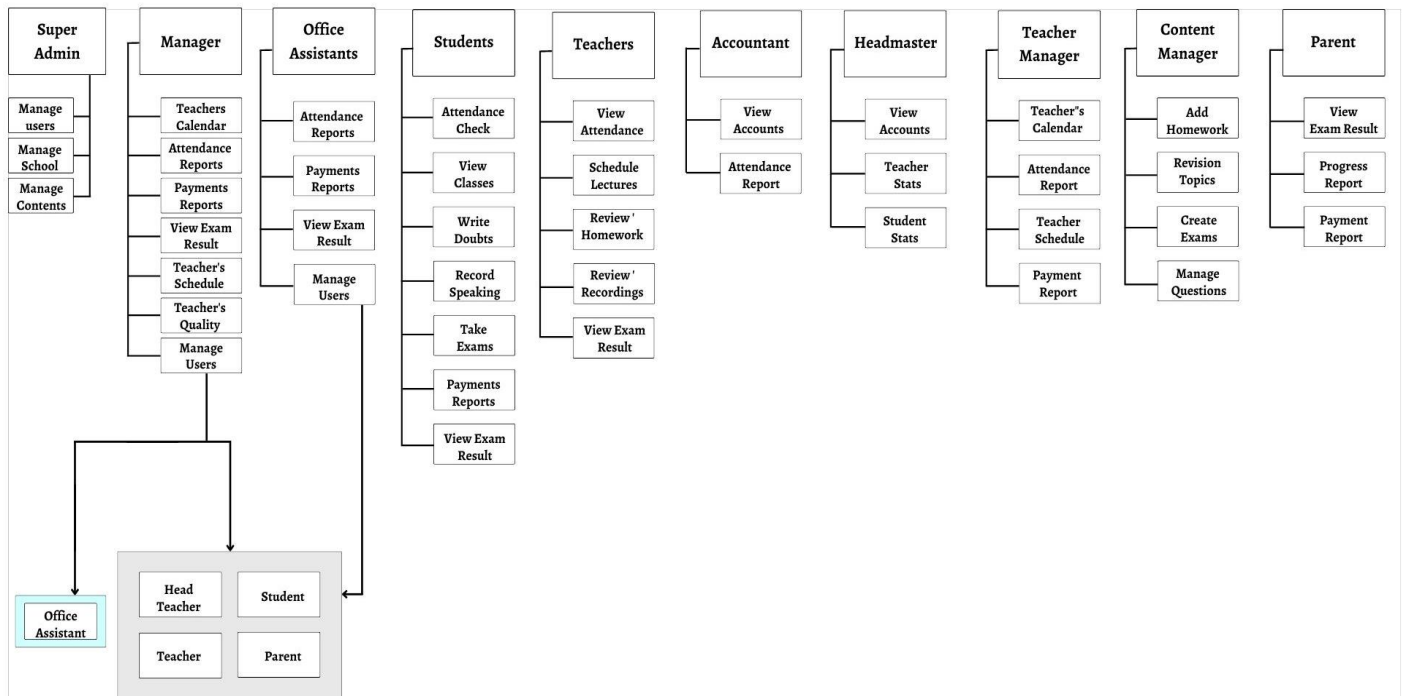 Super
Admin
Manage
users
Manage
School
Manage
Contents
Manager
Teachers
Calendar
Attendance
Reports
Payments
Reports
View Exam
Result
Teacher's
Schedule
Teacher's
Quality
Manage
Users
Office
Assistants
Attendance
Reports
Payments
Reports
View Exam
Result
Manage
Users
Students
Attendance
Check
View
Classes
Write
Doubts
Record
Speaking
Take
Exams
Payments
Reports
View Exam
Result
Teachers
View
Attendance
Schedule
Lectures
Review '
Homework
Review '
Recordings
View Exam
Result
Accountant
View
Accounts
Attendance
Report
Headmaster
View
Accounts
Teacher
Stats
Student
Stats
Teacher
Manager
Teacher"s
Calendar
Attendance
Report
Teacher
Schedule
Payment
Report
Content
Manager
Add
Homework
Revision
Topics
Create
Exams
Manage
Questions
Parent
View
Exam Result
Progress
Report
Payment
Report
Office
Assistant
Head
Teacher
Student
Teacher
Parent